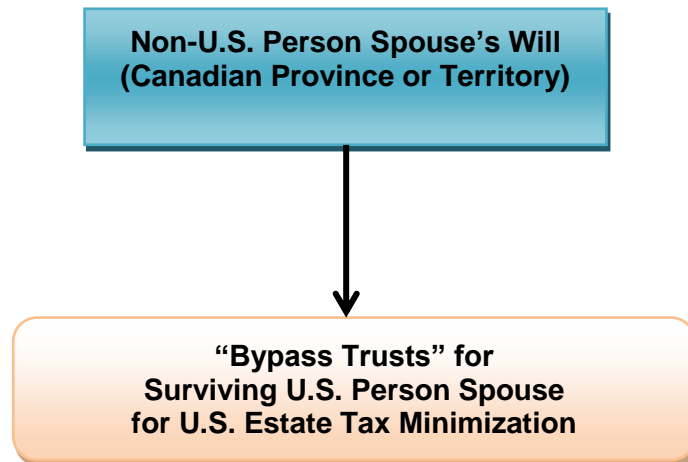 Non-U.S. Person Spouse’s Will
(Canadian Province or Territory)
“Bypass Trusts” for
Surviving U.S. Person Spouse
for U.S. Estate Tax Minimization